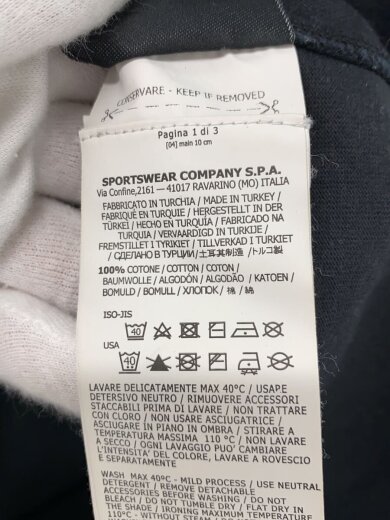 CONSERVARE - KEEP IF REMOVED
Pagina 1 di 3
[04] main 10 cm
SPORTSWEAR COMPANY S.P.A.
Via Confine,2161 — 41017 RAVARINO (MO) ITALIA
FABBRICATO IN TURCHIA / MADE IN TURKEY /
FABRIQUÉ EN TURQUIE / HERGESTELLT IN DER
TÜRKEI / HECHO EN TURQUÍA / FABRICADO NA
TURQUIA / VERVAARDIGD IN TURKIJE /
FREMSTILLET I TYRKIET / TILLVERKAD I TURKIET
/ СДЕЛАНО В ТУРЦИИ/土耳其制造 /トルコ製
100% COTONE / COTTON / COTON /
BAUMWOLLE / ALGODÓN / ALGODÃO / KATOEN /
BOMULD / BOMULL / ХЛОПОК / 棉 / 綿
ISO-JIS
40
USA
40
LAVARE DELICATAMENTE MAX 40°C / USARE
DETERSIVO NEUTRO / RIMUOVERE ACCESSORI
STACCABILI PRIMA DI LAVARE / NON TRATTARE
CON CLORO / NON USARE ASCIUGATRICE /
ASCIUGARE IN PIANO IN OMBRA / STIRARE A
TEMPERATURA MASSIMA 110 °C / NON LAVARE
A SECCO / OGNI LAVAGGIO PUO' CAMBIARE
L'INTENSITA' DEL COLORE, LAVARE A ROVESCIO
E SEPARATAMENTE
WASH MAX 40°C - MILD PROCESS / USE NEUTRAL
DETERGENT / REMOVE DETACHABLE
ACCESSORIES BEFORE WASHING / DO NOT
BLEACH / DO NOT TUMBLE DRY / FLAT DRY IN
THE SHADE / IRONING MAXIMUM TEMPERATURE
110°C - WITHOUT STEAM